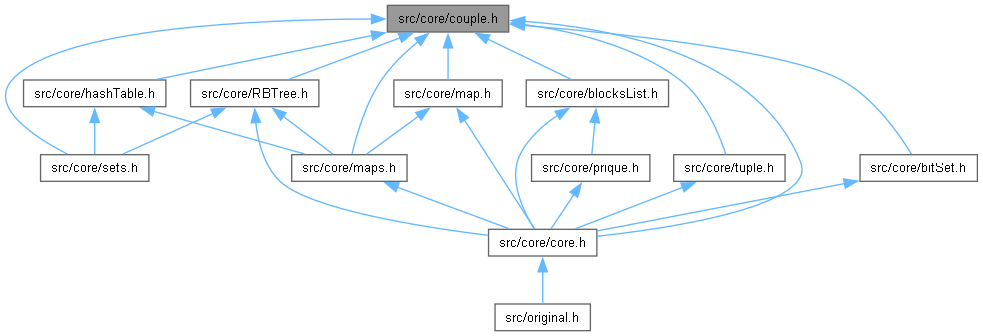 src/core/couple.h
src/core/hashTable.h
src/core/RBTree.h
src/core/map.h
src/core/blocksList.h
src/core/sets.h
src/core/maps.h
src/core/prique.h
src/core/tuple.h
src/core/bitSet.h
src/core/core.h
src/original.h